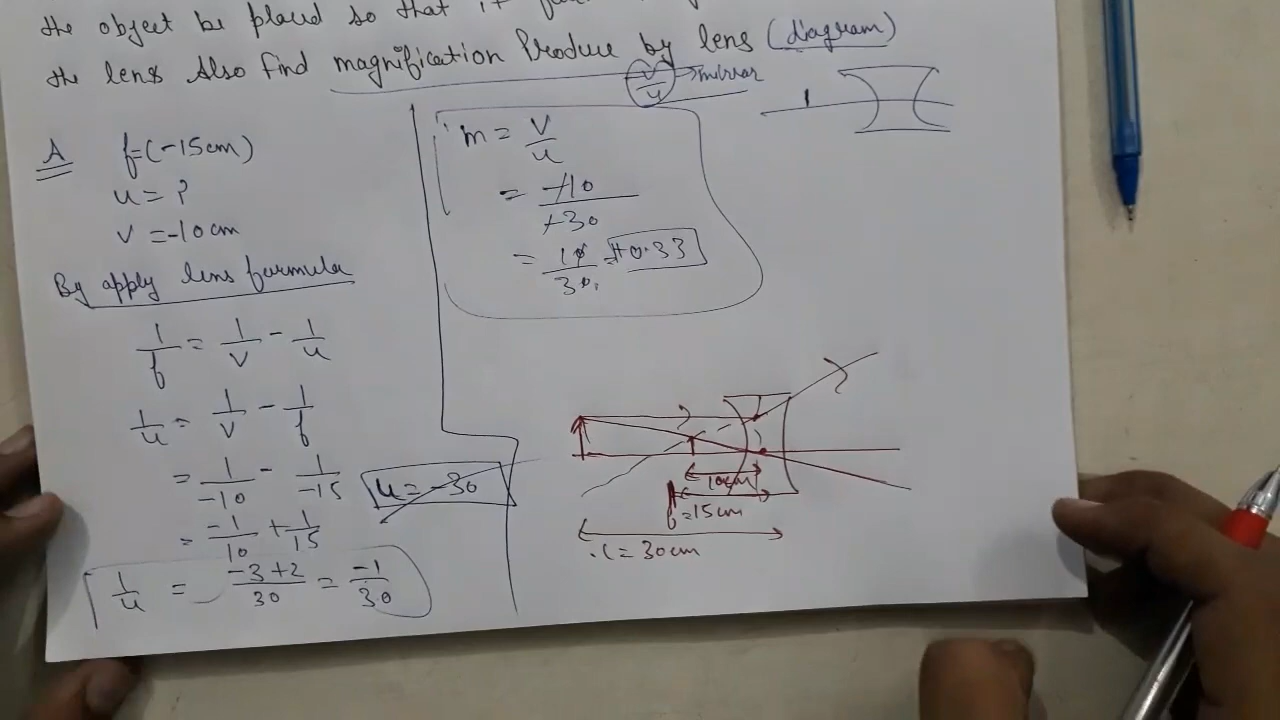 the object be placed so that it
the lens Also find magnification Produce by lens (diagram)
v/u → mirror
A f=(-15cm)
u = ?
v = -10cm
By apply lens formula
1/f = 1/v - 1/u
1/u = 1/v - 1/f
= 1/-10 - 1/-15
= -1/10 + 1/15
1/u = -3+2/30 = -1/30
u = -30
m = v/u
= -10/-30
= 10/30 = +0.33
10cm
f=15cm
= 30cm